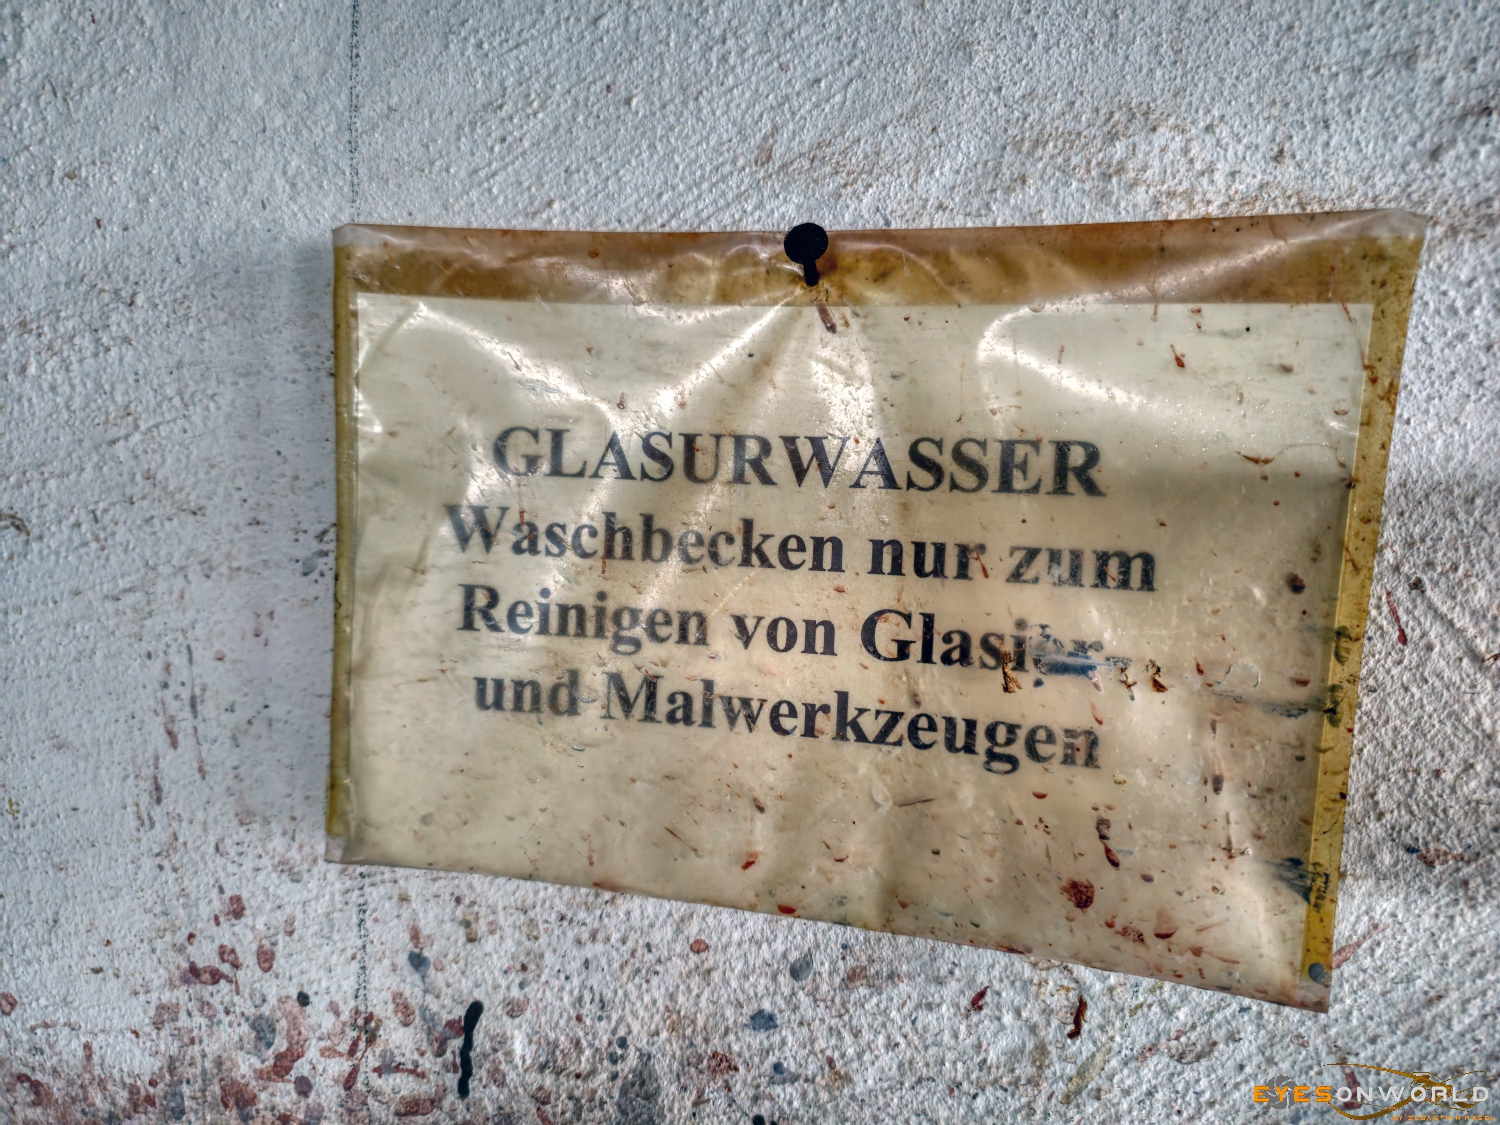 GLASURWASSER
Waschbecken nur zum
Reinigen von Glasier-
und Malwerkzeugen
EYESONWORLD